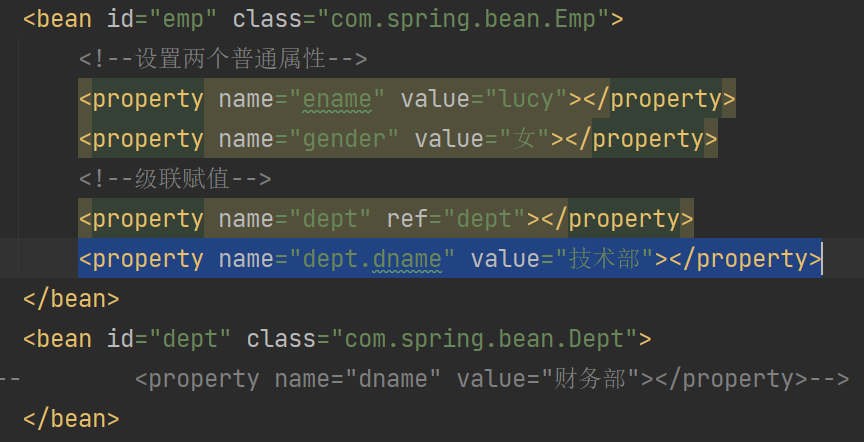 <bean id="emp" class="com.spring.bean.Emp">
<!--设置两个普通属性-->
<property name="ename" value="lucy"></property>
<property name="gender" value="女"></property>
<!--级联赋值-->
<property name="dept" ref="dept"></property>
<property name="dept.dname" value="技术部"></property>
</bean>
<bean id="dept" class="com.spring.bean.Dept">
-- <property name="dname" value="财务部"></property>-->
</bean>